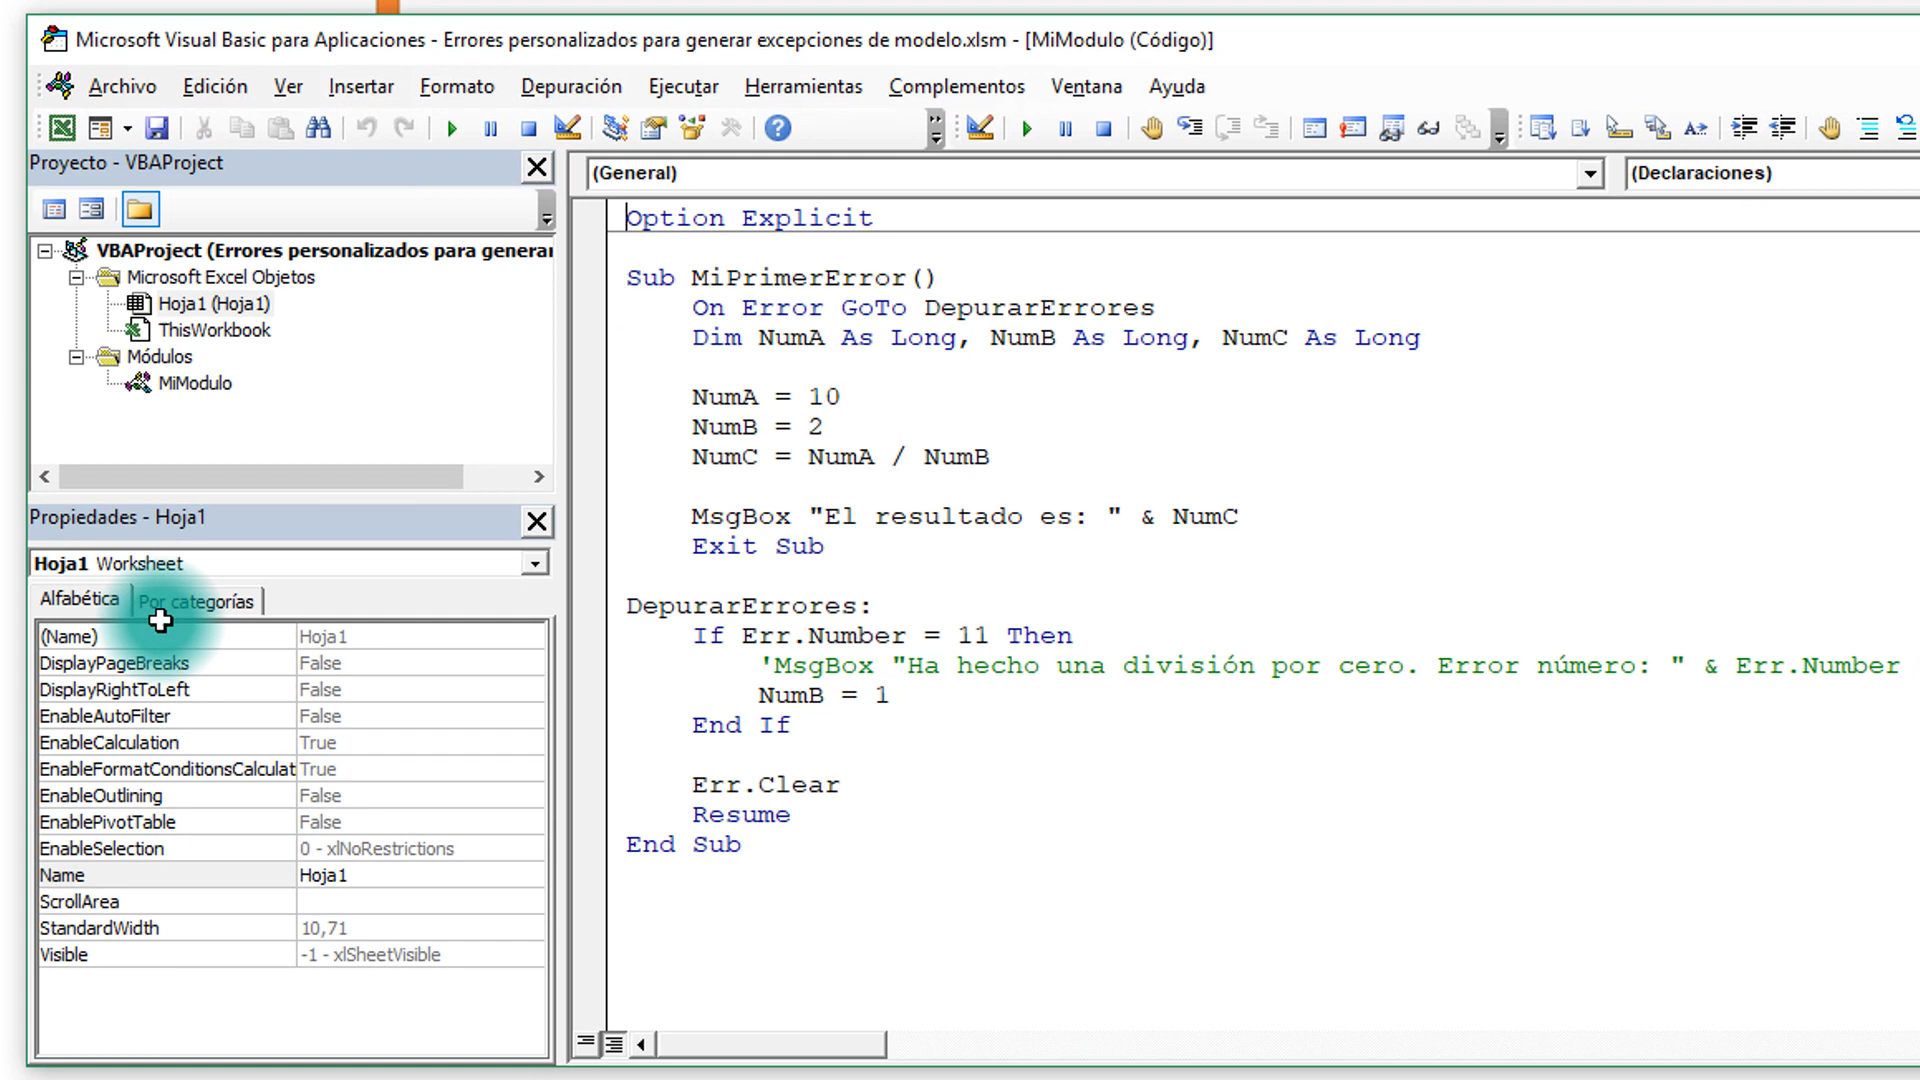 Microsoft Visual Basic para Aplicaciones - Errores personalizados para generar excepciones de modelo.xlsm - [MiModulo (Código)]
Archivo Edición Ver Insertar Formato Depuración Ejecutar Herramientas Complementos Ventana Ayuda
Proyecto - VBAProject
VBAProject (Errores personalizados para genera
Microsoft Excel Objetos
Hoja1 (Hoja1)
ThisWorkbook
Módulos
MiModulo
Propiedades - Hoja1
Hoja1 Worksheet
Alfabética Por categorías
(Name) Hoja1
DisplayPageBreaks False
DisplayRightToLeft False
EnableAutoFilter False
EnableCalculation True
EnableFormatConditionsCalculat True
EnableOutlining False
EnablePivotTable False
EnableSelection 0 - xlNoRestrictions
Name Hoja1
ScrollArea
StandardWidth 10,71
Visible -1 - xlSheetVisible
(General) (Declaraciones)
Option Explicit
Sub MiPrimerError()
On Error GoTo DepurarErrores
Dim NumA As Long, NumB As Long, NumC As Long
NumA = 10
NumB = 2
NumC = NumA / NumB
MsgBox "El resultado es: " & NumC
Exit Sub
DepurarErrores:
If Err.Number = 11 Then
'MsgBox "Ha hecho una división por cero. Error número: " & Err.Number
NumB = 1
End If
Err.Clear
Resume
End Sub